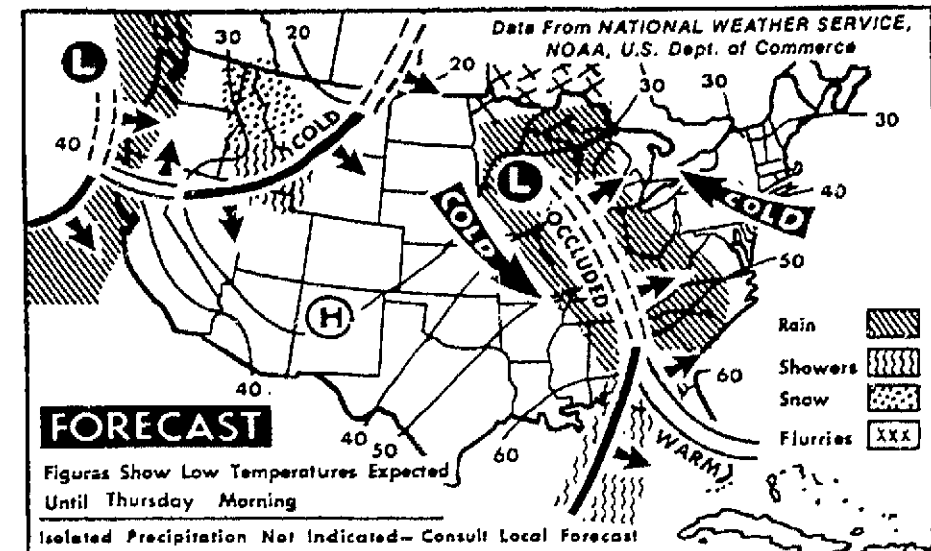 Data From NATIONAL WEATHER SERVICE,
NOAA, U.S. Dept. of Commerce
30
20
20
30
30
30
L
40
COLD
L
COLD
COLD
40
OCCLUDED
50
H
Rain
Showers
Snow
Flurries
XXX
40
60
40
50
60
WARM
FORECAST
Figures Show Low Temperatures Expected
Until Thursday Morning
Isolated Precipitation Not Indicated— Consult Local Forecast